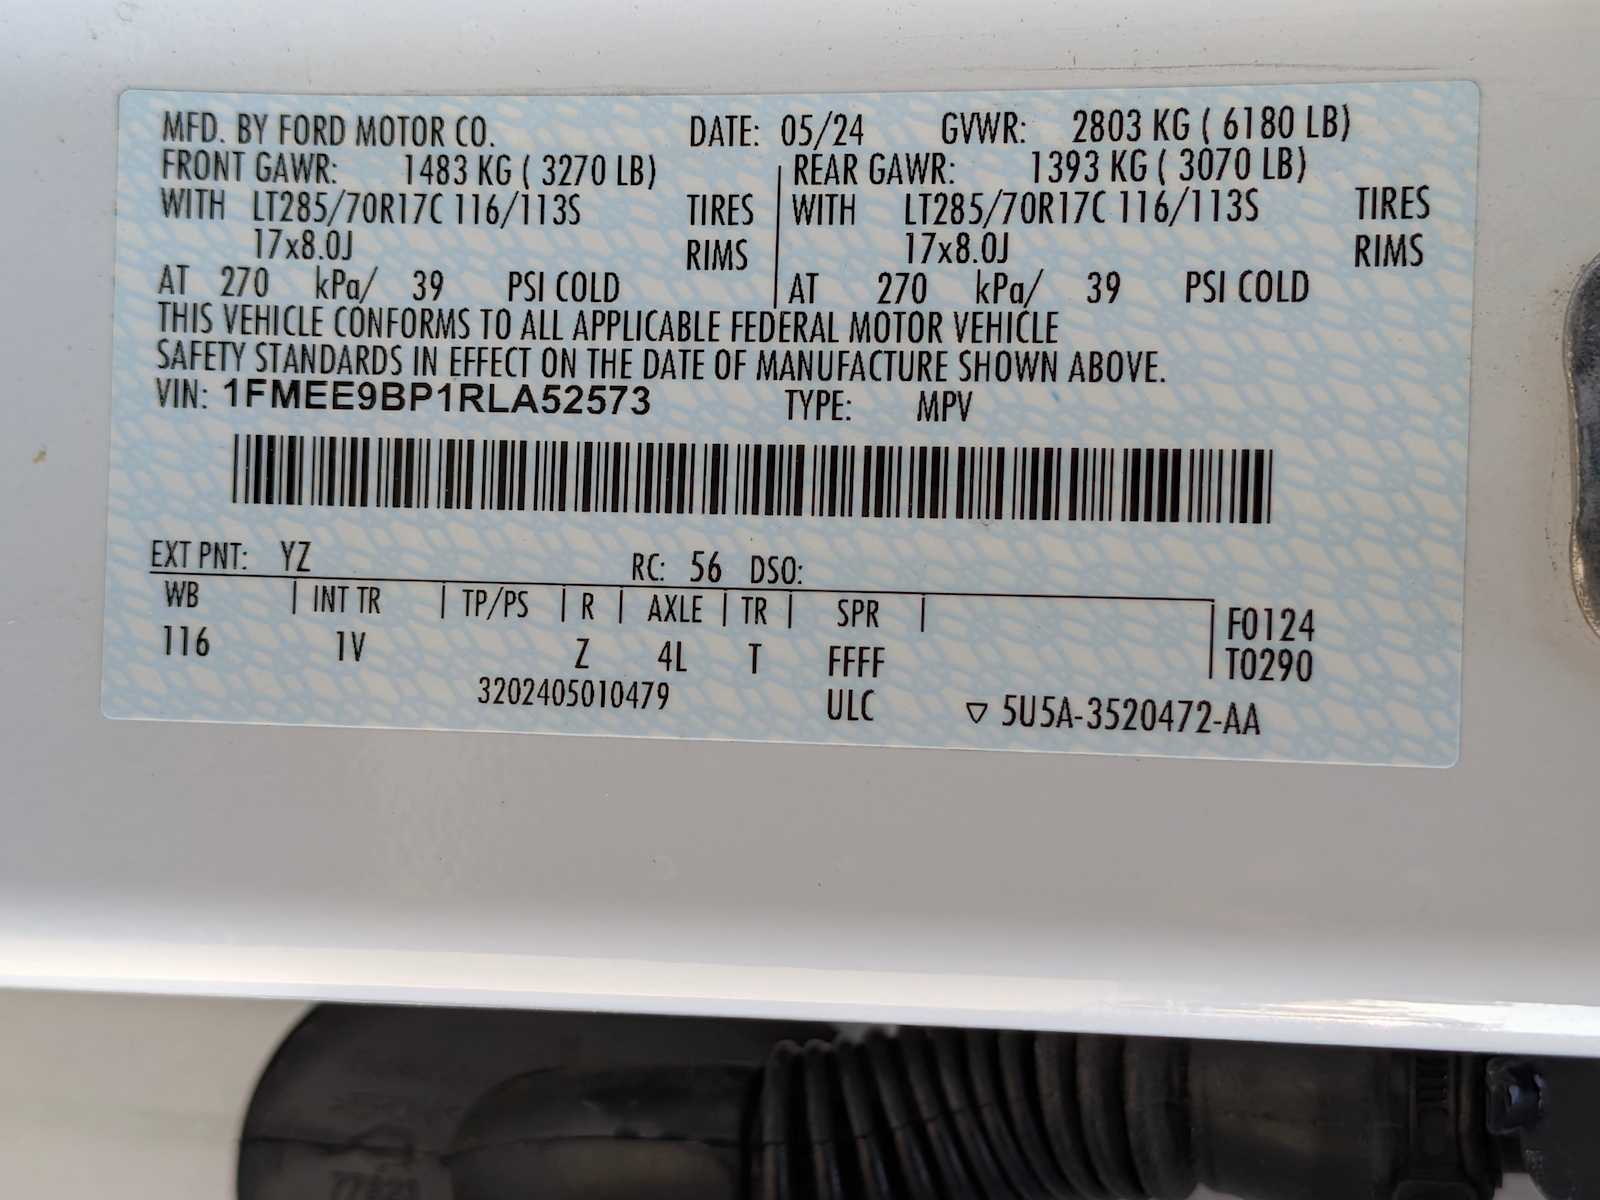 MFD. BY FORD MOTOR CO. DATE: 05/24 GVWR: 2803 KG ( 6180 LB)
FRONT GAWR: 1483 KG ( 3270 LB) REAR GAWR: 1393 KG ( 3070 LB)
WITH LT285/70R17C 116/113S TIRES WITH LT285/70R17C 116/113S TIRES
17x8.0J RIMS 17x8.0J RIMS
AT 270 kPa/ 39 PSI COLD AT 270 kPa/ 39 PSI COLD
THIS VEHICLE CONFORMS TO ALL APPLICABLE FEDERAL MOTOR VEHICLE
SAFETY STANDARDS IN EFFECT ON THE DATE OF MANUFACTURE SHOWN ABOVE.
VIN: 1FMEE9BP1RLA52573 TYPE: MPV
EXT PNT: YZ RC: 56 DSO:
WB INT TR TP/PS R AXLE TR SPR F0124
116 1V Z 4L T FFFF T0290
3202405010479 ULC ▽ 5U5A-3520472-AA